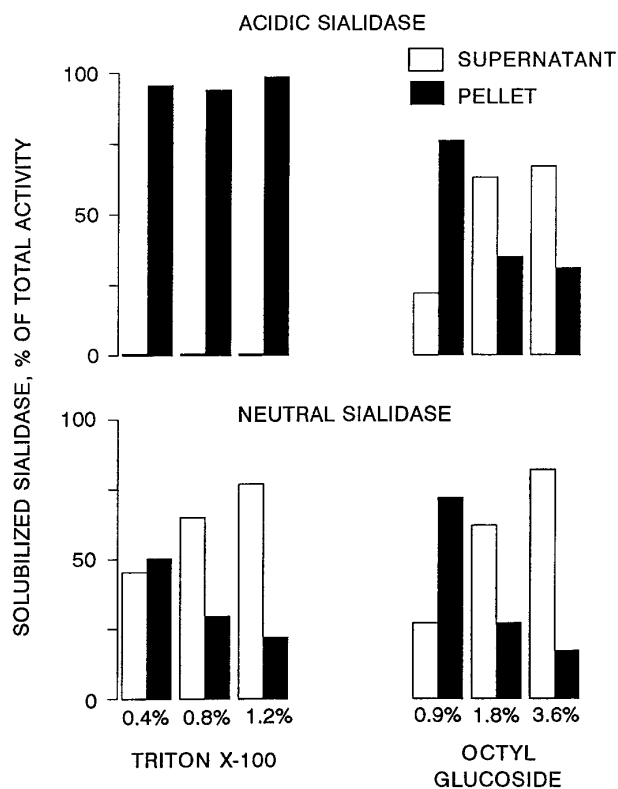 ACIDIC SIALIDASE
SUPERNATANT
PELLET
SOLUBILIZED SIALIDASE, % OF TOTAL ACTIVITY
100
50
0
NEUTRAL SIALIDASE
100
50
0
0.4% 0.8% 1.2%
0.9% 1.8% 3.6%
TRITON X-100
OCTYL
GLUCOSIDE